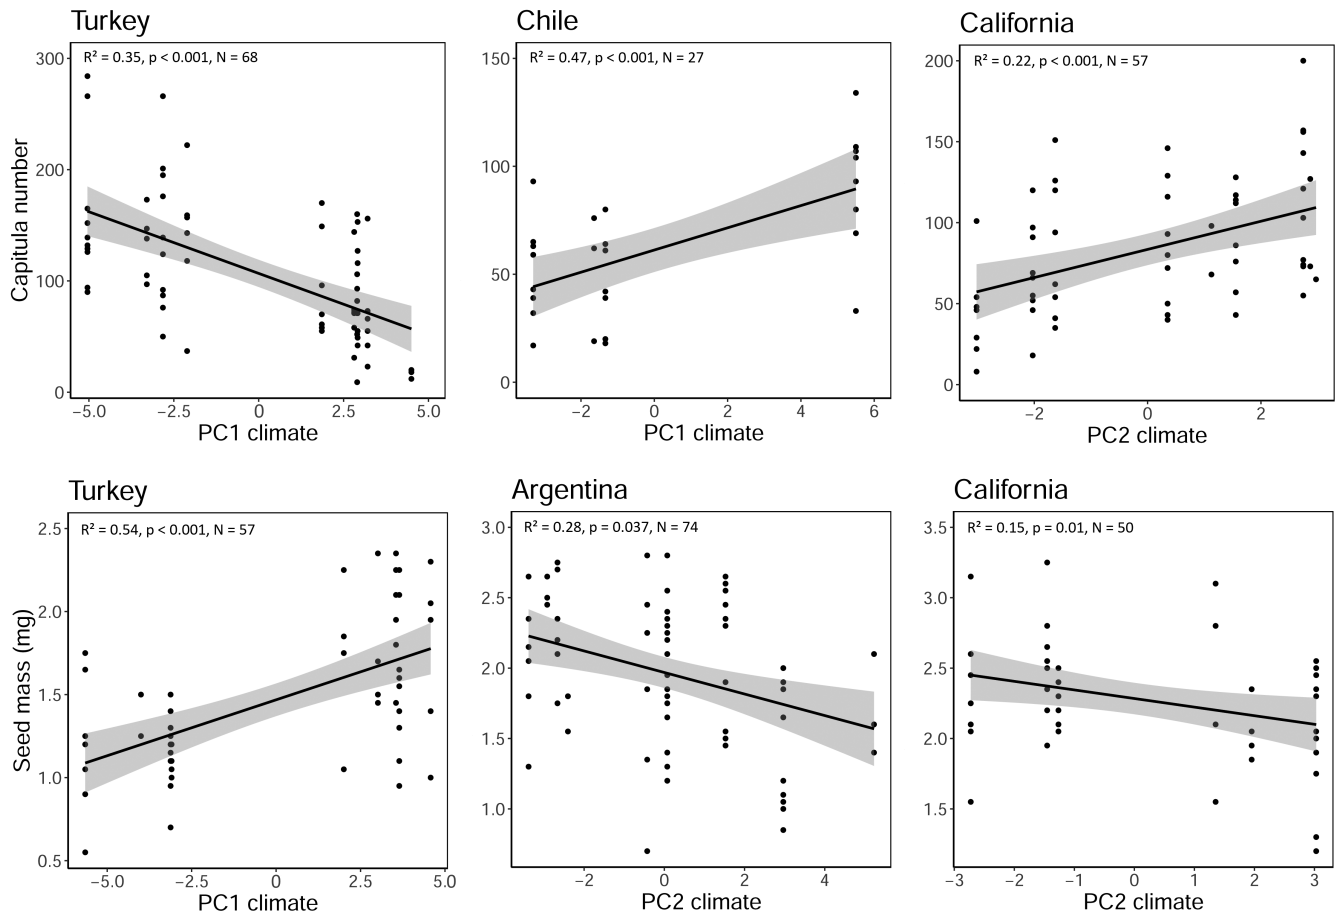 Turkey
Chile
California
R² = 0.35, p < 0.001, N = 68
R² = 0.47, p < 0.001, N = 27
R² = 0.22, p < 0.001, N = 57
Capitula number
300
200
100
0
150
100
50
0
200
150
100
50
0
−5.0 −2.5 0 2.5 5.0
−2 0 2 4 6
−2 0 2
PC1 climate
PC1 climate
PC2 climate
Turkey
Argentina
California
R² = 0.54, p < 0.001, N = 57
R² = 0.28, p = 0.037, N = 74
R² = 0.15, p = 0.01, N = 50
Seed mass (mg)
2.5
2.0
1.5
1.0
0.5
3.0
2.5
2.0
1.5
1.0
3.5
3.0
2.5
2.0
1.5
−5.0 −2.5 0 2.5 5.0
−2 0 2 4
−3 −2 −1 0 1 2 3
PC1 climate
PC2 climate
PC2 climate